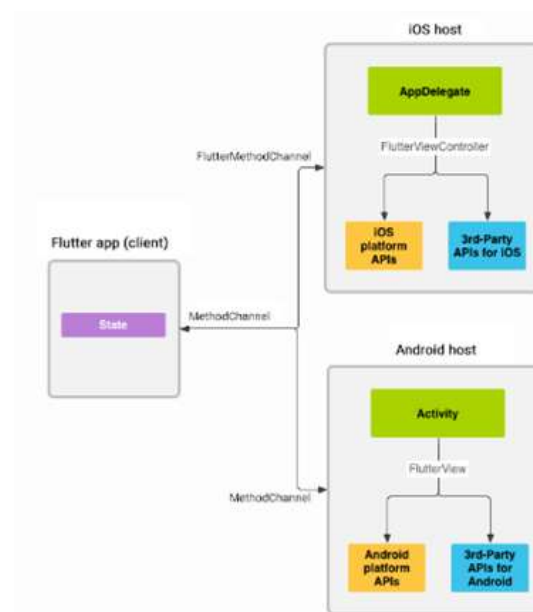 iOS host
AppDelegate
FlutterViewController
FlutterMethodChannel
iOS
platform
APIs
3rd-Party
APIs for iOS
Flutter app (client)
State
MethodChannel
Android host
Activity
FlutterView
MethodChannel
Android
platform
APIs
3rd-Party
APIs for
Android